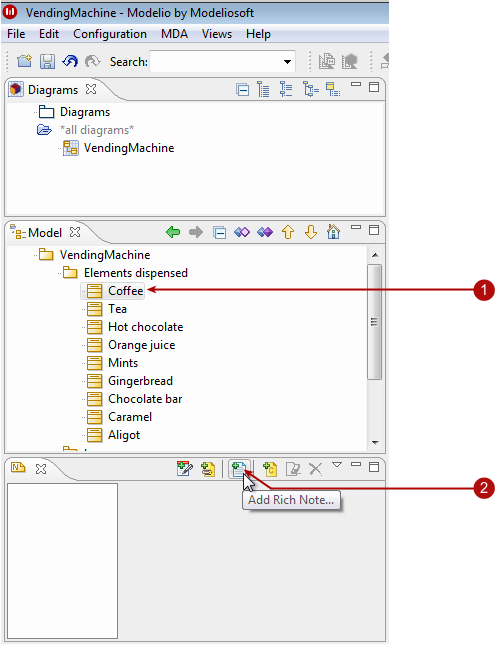 VendingMachine - Modelio by Modeliosoft
File Edit Configuration MDA Views Help
Search:
Diagrams
Diagrams
*all diagrams*
VendingMachine
Model
VendingMachine
Elements dispensed
Coffee
1
Tea
Hot chocolate
Orange juice
Mints
Gingerbread
Chocolate bar
Caramel
Aligot
N
Add Rich Note...
2